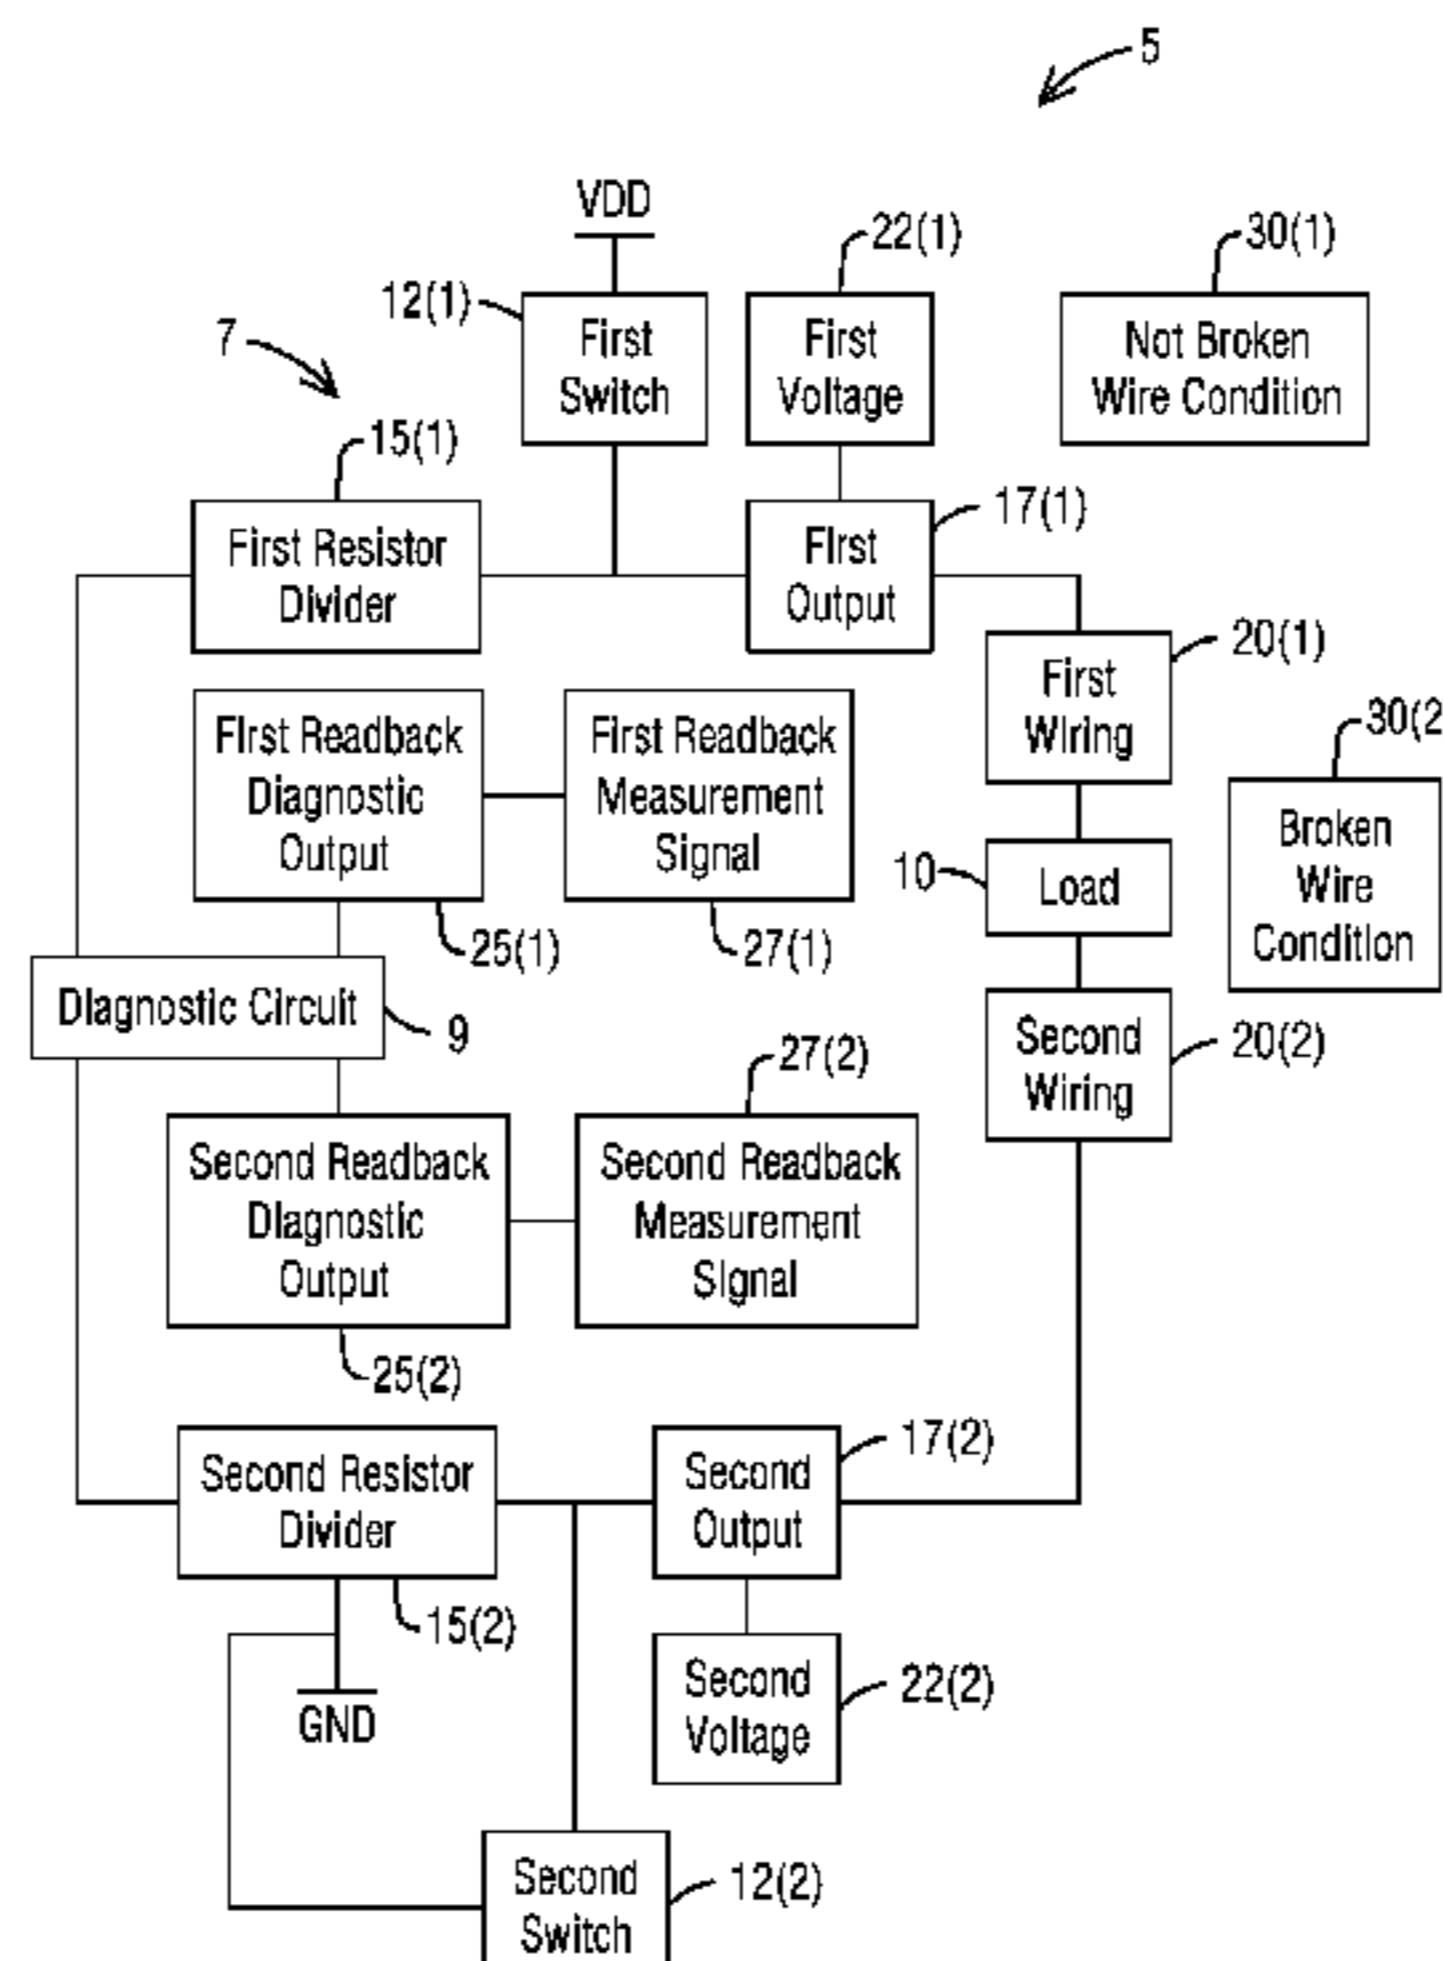 5
VDD
22(1)
30(1)
12(1)
7
First
Switch
First
Voltage
Not Broken
Wire Condition
15(1)
17(1)
First Resistor
Divider
First
Output
20(1)
First
Wiring
First Readback
Diagnostic
Output
First Readback
Measurement
Signal
30(2
10
Load
Broken
Wire
Condition
25(1)
27(1)
Diagnostic Circuit
9
27(2)
Second
Wiring
20(2)
Second Readback
Diagnostic
Output
Second Readback
Measurement
Signal
25(2)
17(2)
Second Resistor
Divider
Second
Output
15(2)
GND
Second
Voltage
22(2)
Second
Switch
12(2)